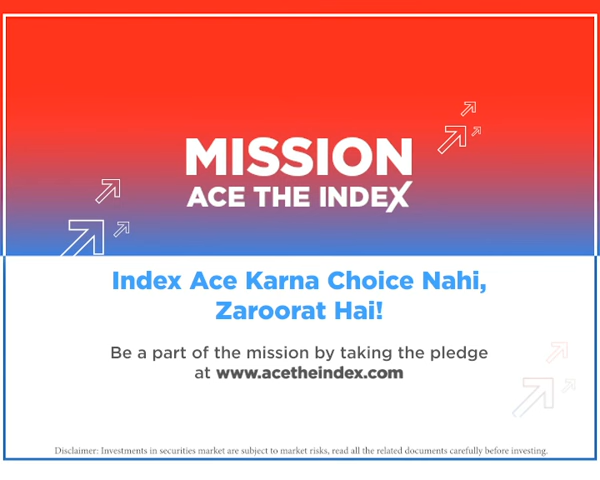 MISSION
ACE THE INDEX
Index Ace Karna Choice Nahi,
Zaroorat Hai!
Be a part of the mission by taking the pledge
at www.acetheindex.com
Disclaimer: Investments in securities market are subject to market risks, read all the related documents carefully before investing.